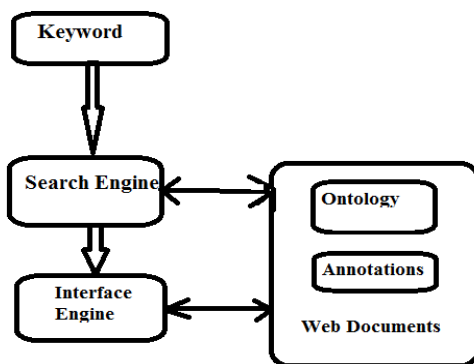 Keyword
Search Engine
Ontology
Annotations
Interface
Engine
Web Documents